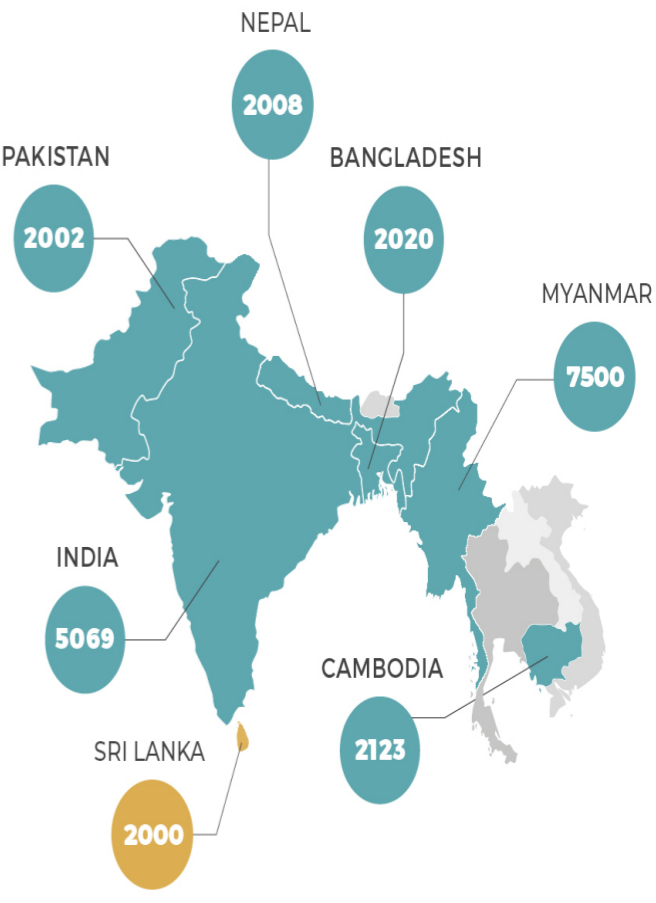 NEPAL
2008
PAKISTAN
2002
BANGLADESH
2020
MYANMAR
7500
INDIA
5069
CAMBODIA
2123
SRI LANKA
2000